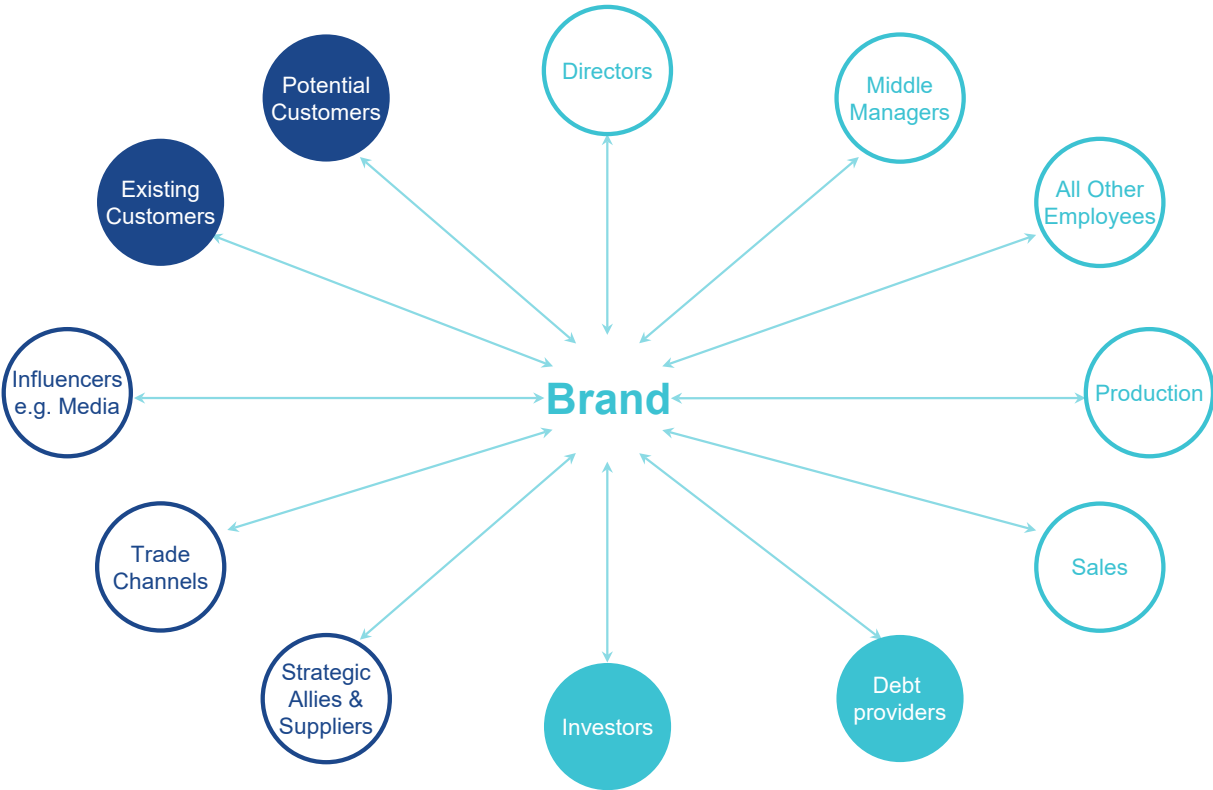 Directors
Potential
Customers
Middle
Managers
Existing
Customers
All Other
Employees
Influencers
e.g. Media
Brand
Production
Trade
Channels
Sales
Strategic
Allies &
Suppliers
Investors
Debt
providers